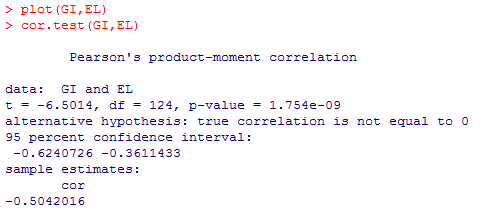 > plot(GI,EL)
> cor.test(GI,EL)
Pearson's product-moment correlation
data: GI and EL
t = -6.5014, df = 124, p-value = 1.754e-09
alternative hypothesis: true correlation is not equal to 0
95 percent confidence interval:
-0.6240726 -0.3611433
sample estimates:
cor
-0.5042016